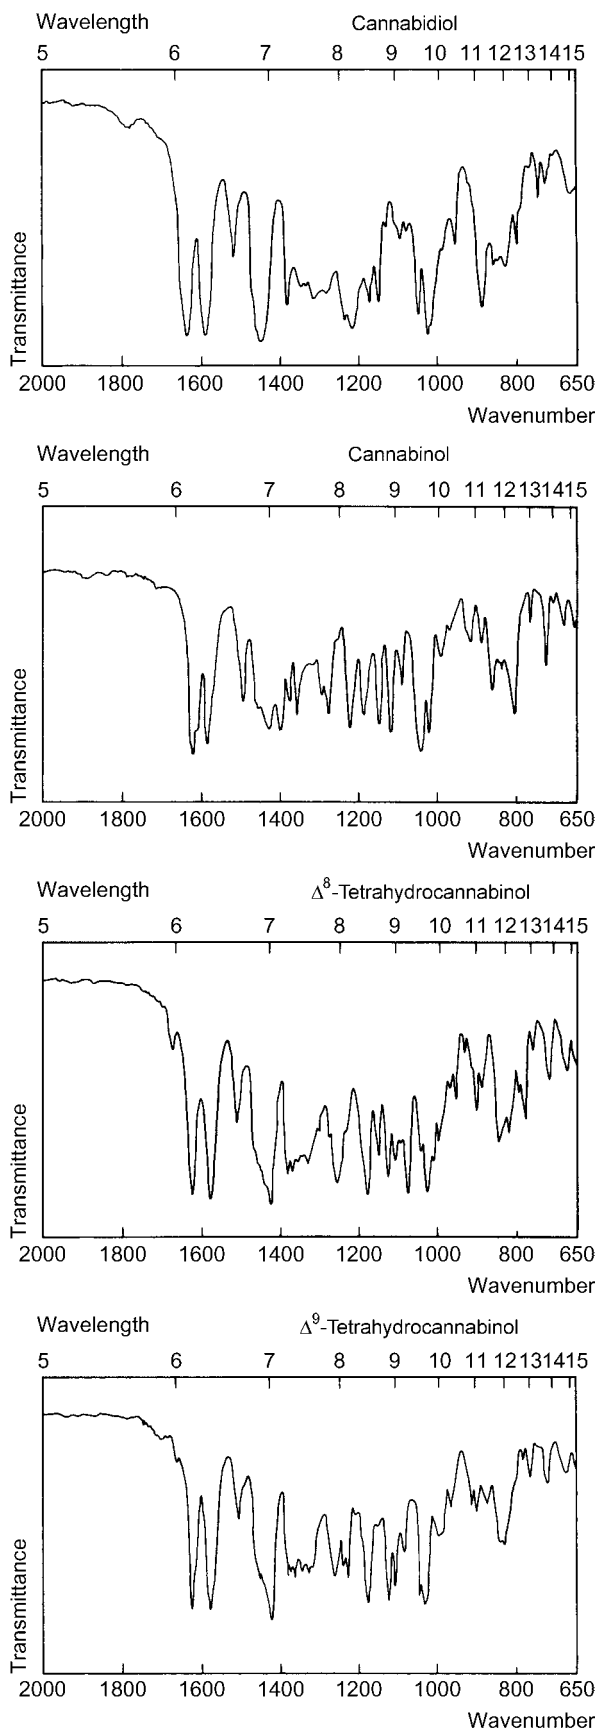 Wavelength Cannabidiol
5 6 7 8 9 10 11 12 13 14 15
Transmittance
2000 1800 1600 1400 1200 1000 800 650
Wavenumber
Wavelength Cannabinol
5 6 7 8 9 10 11 12 13 14 15
Transmittance
2000 1800 1600 1400 1200 1000 800 650
Wavenumber
Wavelength Δ⁸-Tetrahydrocannabinol
5 6 7 8 9 10 11 12 13 14 15
Transmittance
2000 1800 1600 1400 1200 1000 800 650
Wavenumber
Wavelength Δ⁹-Tetrahydrocannabinol
5 6 7 8 9 10 11 12 13 14 15
Transmittance
2000 1800 1600 1400 1200 1000 800 650
Wavenumber